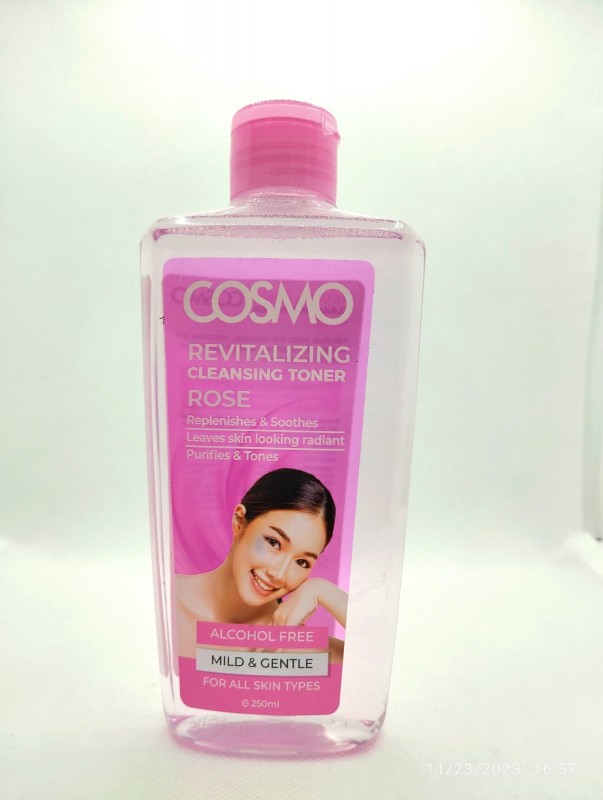 COSMO
REVITALIZING
CLEANSING TONER
ROSE
Replenishes & Soothes
Leaves skin looking radiant
Purifies & Tones
ALCOHOL FREE
MILD & GENTLE
FOR ALL SKIN TYPES
℮ 250ml
11/23/2023 16:57